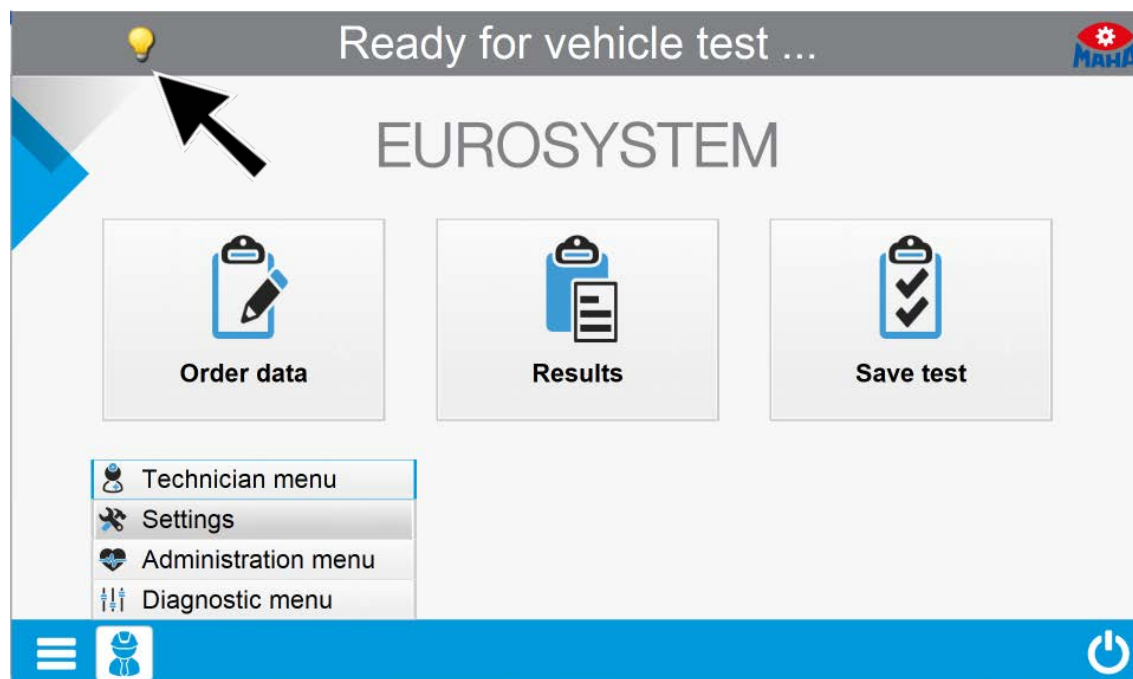 Ready for vehicle test ...
MAHA
EUROSYSTEM
Order data
Results
Save test
Technician menu
Settings
Administration menu
Diagnostic menu